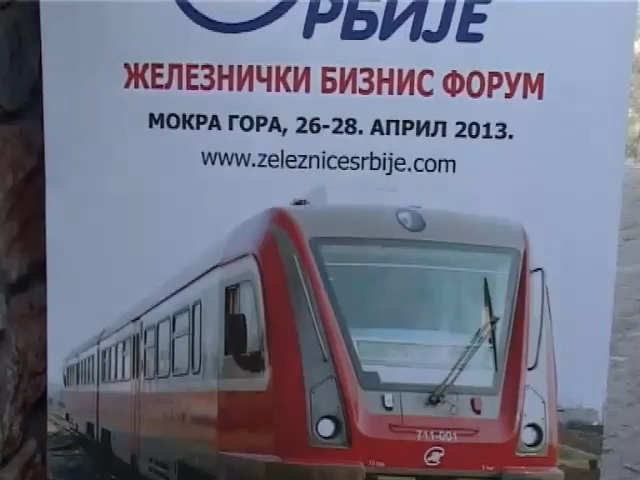 РБИЈЕ
ЖЕЛЕЗНИЧКИ БИЗНИС ФОРУМ
МОКРА ГОРА, 26-28. АПРИЛ 2013.
www.zeleznicesrbije.com
711-001